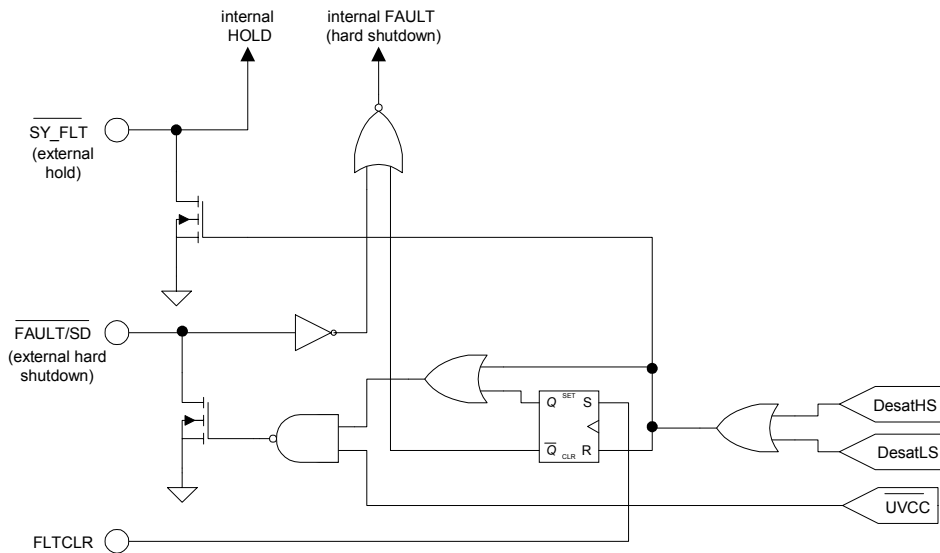 internal
HOLD
internal FAULT
(hard shutdown)
SY_FLT
(external
hold)
FAULT/SD
(external hard
shutdown)
Q SET S
Q CLR R
DesatHS
DesatLS
UVCC
FLTCLR